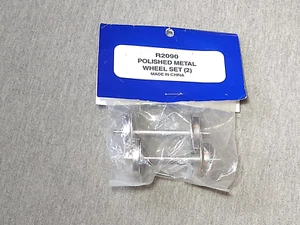 R2090
POLISHED METAL
WHEEL SET (2)
MADE IN CHINA